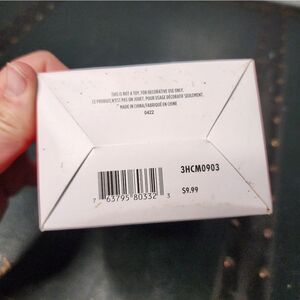 THIS IS NOT A TOY. FOR DECORATIVE USE ONLY.
CE PRODUIT N'EST PAS UN JOUET. POUR USAGE DÉCORATIF SEULEMENT.
MADE IN CHINA/FABRIQUÉ EN CHINE
0422
3HCM0903
$9.99
7 63795 80332 3